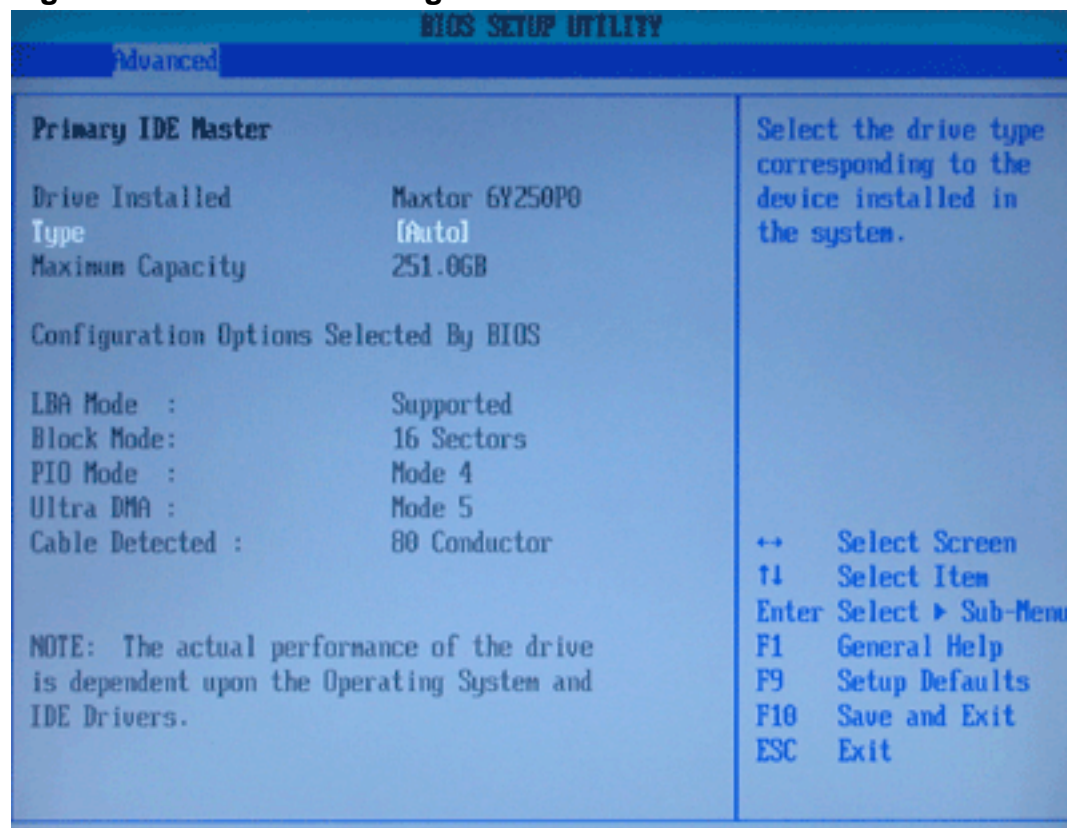 BIOS SETUP UTILITY
Advanced
Primary IDE Master
Drive Installed Maxtor 6Y250P0
Type [Auto]
Maximum Capacity 251.0GB
Configuration Options Selected By BIOS
LBA Mode : Supported
Block Mode: 16 Sectors
PIO Mode : Mode 4
Ultra DMA : Mode 5
Cable Detected : 80 Conductor
NOTE: The actual performance of the drive
is dependent upon the Operating System and
IDE Drivers.
Select the drive type
corresponding to the
device installed in
the system.
↔ Select Screen
↑↓ Select Item
Enter Select ▶ Sub-Menu
F1 General Help
F9 Setup Defaults
F10 Save and Exit
ESC Exit